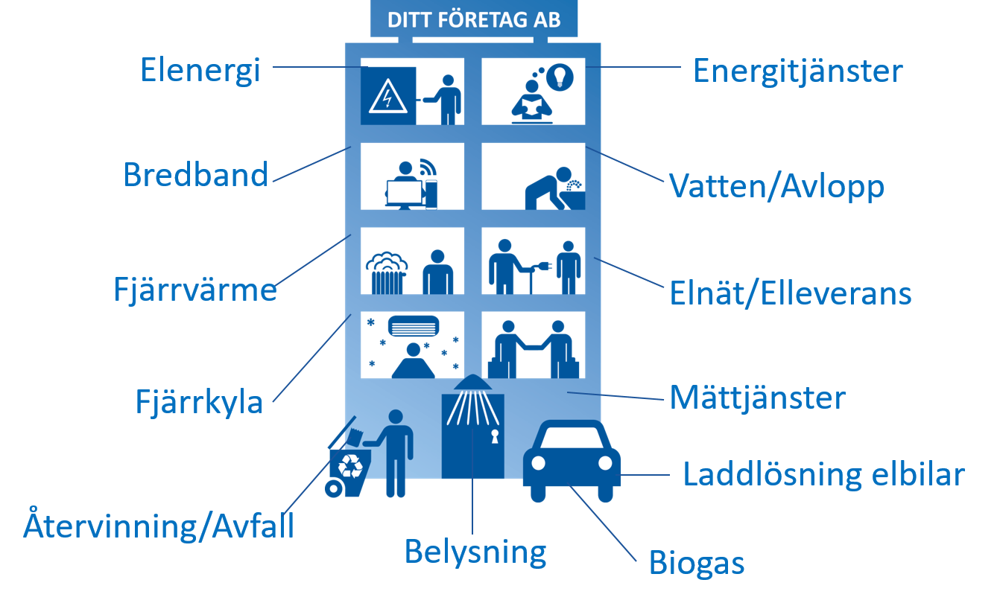 DITT FÖRETAG AB
Elenergi
Energitjänster
Bredband
Vatten/Avlopp
Fjärrvärme
Elnät/Elleverans
Fjärrkyla
Mättjänster
Laddlösning elbilar
Återvinning/Avfall
Belysning
Biogas